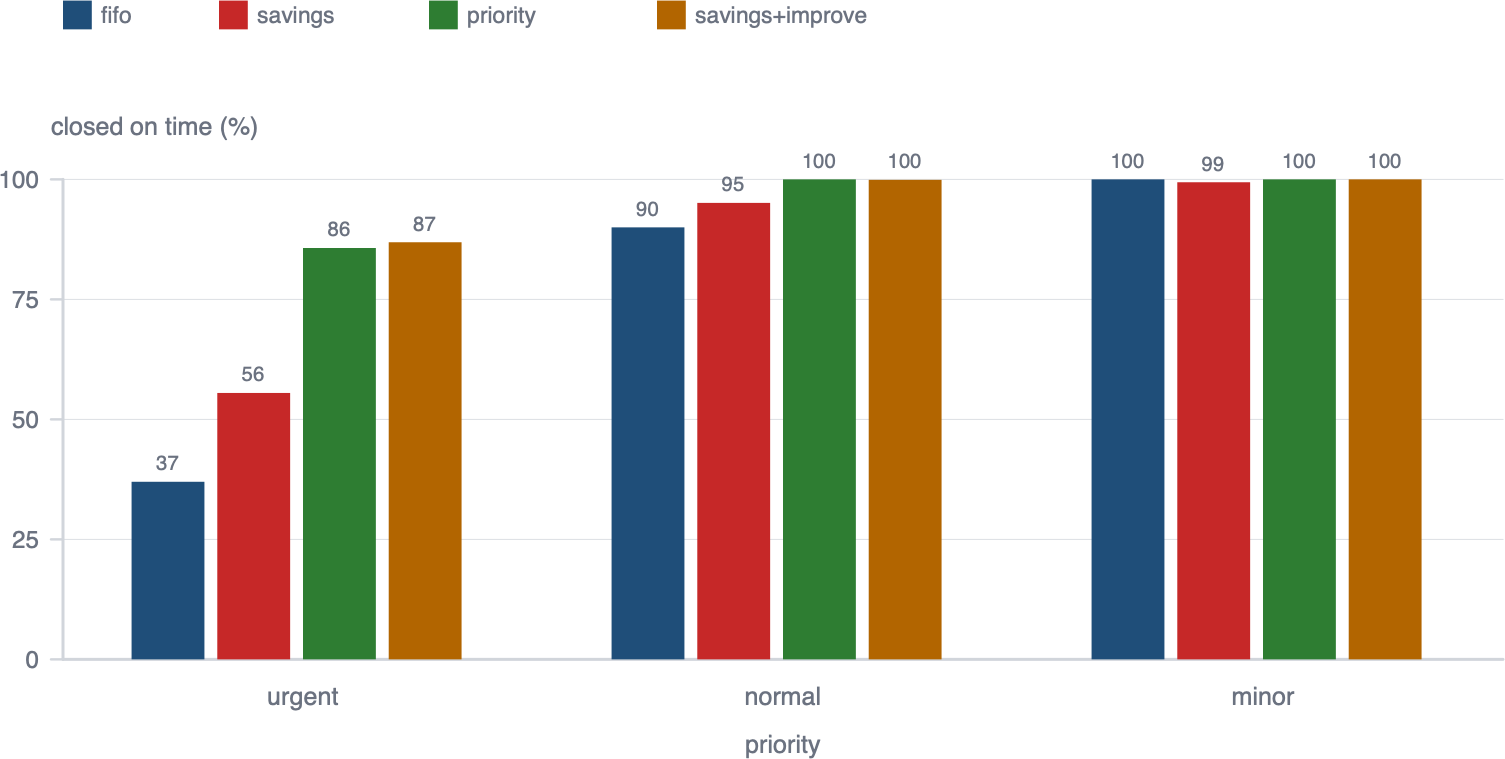 fifo savings priority savings+improve
closed on time (%)
100 75 50 25 0
37 56 86 87
90 95 100 100
100 99 100 100
urgent normal minor
priority